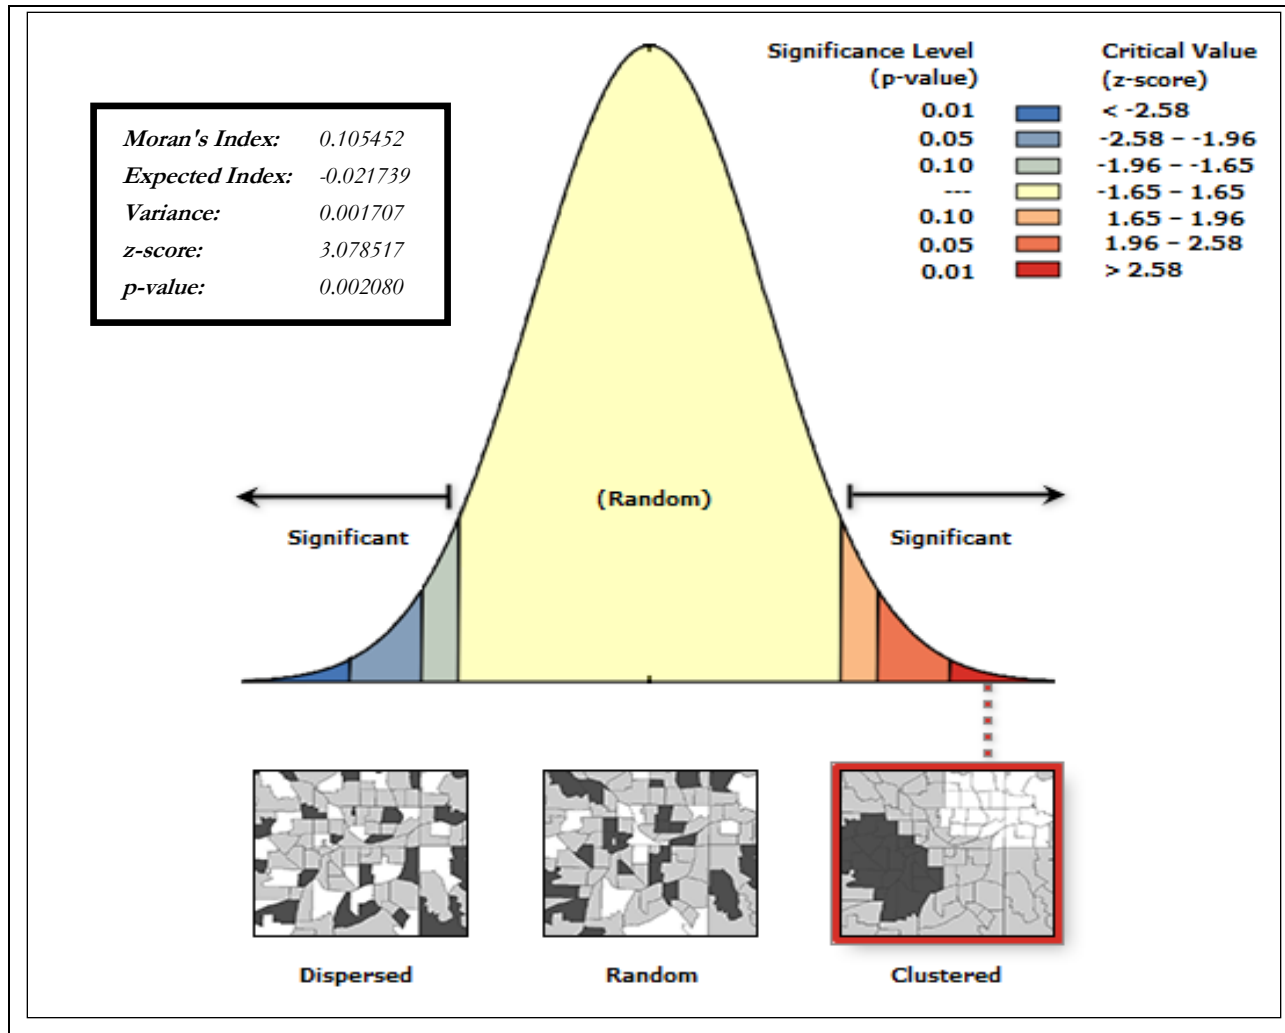 Significance Level Critical Value
(p-value) (z-score)
0.01 < -2.58
0.05 -2.58 – -1.96
0.10 -1.96 – -1.65
--- -1.65 – 1.65
0.10 1.65 – 1.96
0.05 1.96 – 2.58
0.01 > 2.58
Moran's Index: 0.105452
Expected Index: -0.021739
Variance: 0.001707
z-score: 3.078517
p-value: 0.002080
(Random)
Significant Significant
Dispersed Random Clustered